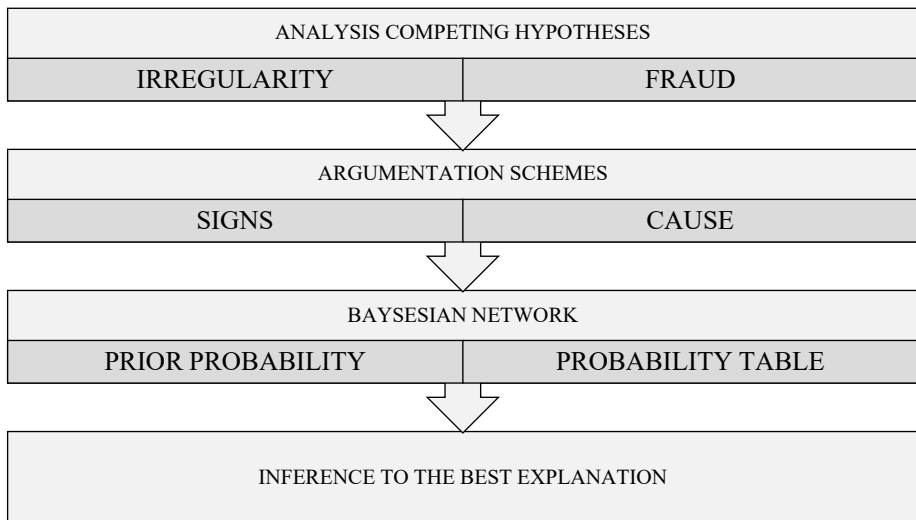 ANALYSIS COMPETING HYPOTHESES
IRREGULARITY FRAUD
ARGUMENTATION SCHEMES
SIGNS CAUSE
BAYSESIAN NETWORK
PRIOR PROBABILITY PROBABILITY TABLE
INFERENCE TO THE BEST EXPLANATION